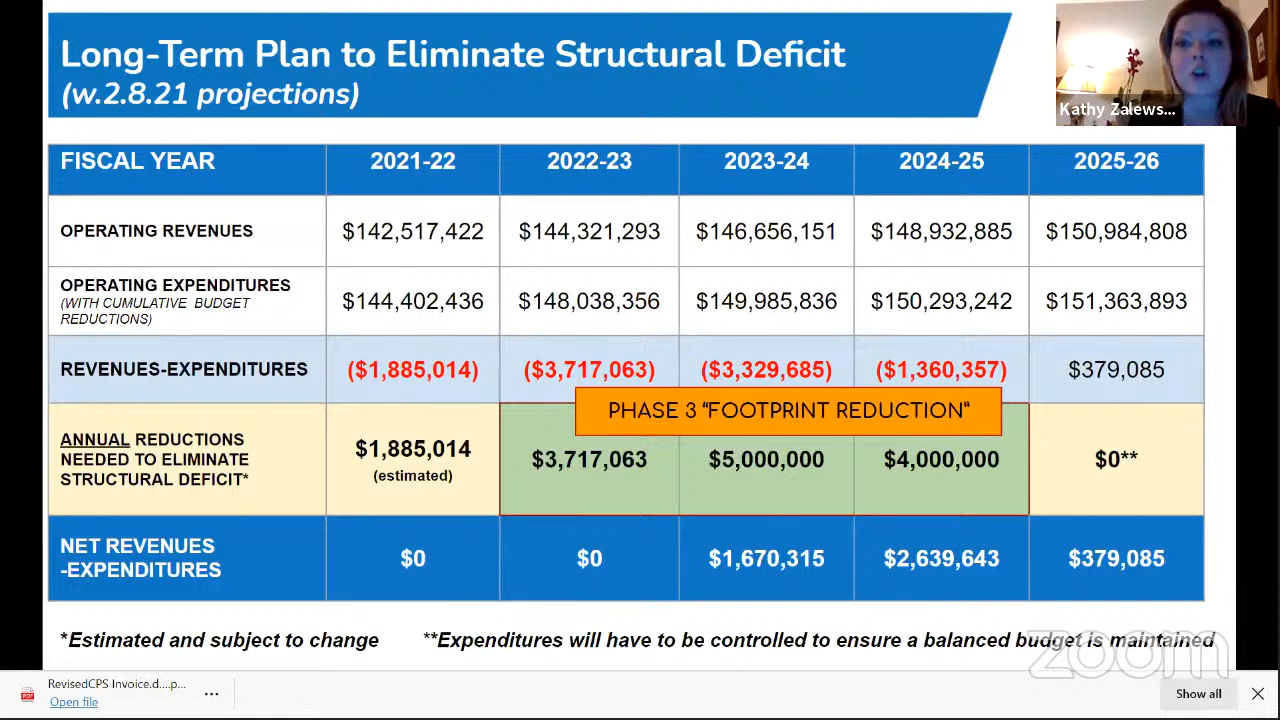 Long-Term Plan to Eliminate Structural Deficit
(w.2.8.21 projections)
Kathy Zalews...
FISCAL YEAR 2021-22 2022-23 2023-24 2024-25 2025-26
OPERATING REVENUES $142,517,422 $144,321,293 $146,656,151 $148,932,885 $150,984,808
OPERATING EXPENDITURES
(WITH CUMULATIVE BUDGET
REDUCTIONS)
$144,402,436 $148,038,356 $149,985,836 $150,293,242 $151,363,893
REVENUES-EXPENDITURES ($1,885,014) ($3,717,063) ($3,329,685) ($1,360,357) $379,085
PHASE 3 “FOOTPRINT REDUCTION”
ANNUAL REDUCTIONS
NEEDED TO ELIMINATE
STRUCTURAL DEFICIT*
$1,885,014
(estimated)
$3,717,063 $5,000,000 $4,000,000 $0**
NET REVENUES
-EXPENDITURES
$0 $0 $1,670,315 $2,639,643 $379,085
*Estimated and subject to change **Expenditures will have to be controlled to ensure a balanced budget is maintained
zoom
RevisedCPS Invoice.d....p...
Open file
PDF
...
Show all